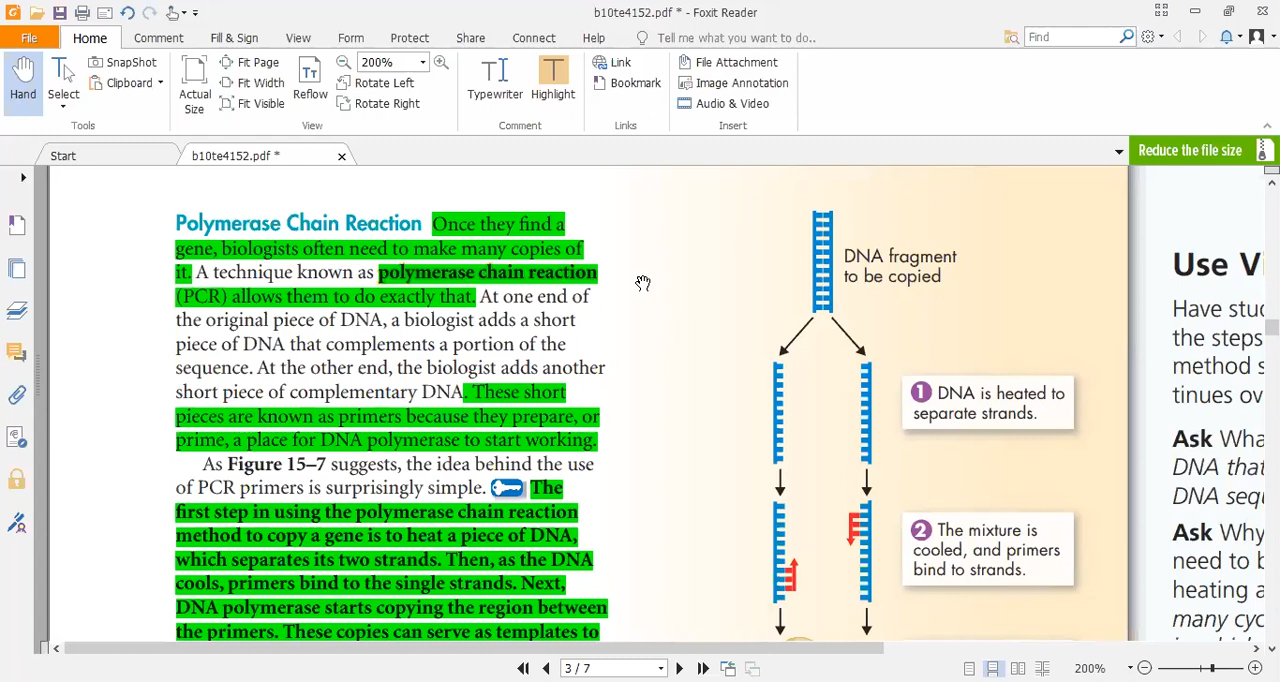 b10te4152.pdf * - Foxit Reader
File Home Comment Fill & Sign View Form Protect Share Connect Help Tell me what you want to do.. Find
Hand Select SnapShot Clipboard
Actual Size Fit Page Fit Width Fit Visible Reflow 200% Rotate Left Rotate Right
Typewriter Highlight Link Bookmark File Attachment Image Annotation Audio & Video
Tools View Comment Links Insert
Start b10te4152.pdf * Reduce the file size
Polymerase Chain Reaction Once they find a
gene, biologists often need to make many copies of
it. A technique known as polymerase chain reaction
(PCR) allows them to do exactly that. At one end of
the original piece of DNA, a biologist adds a short
piece of DNA that complements a portion of the
sequence. At the other end, the biologist adds another
short piece of complementary DNA. These short
pieces are known as primers because they prepare, or
prime, a place for DNA polymerase to start working.
As Figure 15–7 suggests, the idea behind the use
of PCR primers is surprisingly simple. The
first step in using the polymerase chain reaction
method to copy a gene is to heat a piece of DNA,
which separates its two strands. Then, as the DNA
cools, primers bind to the single strands. Next,
DNA polymerase starts copying the region between
the primers. These copies can serve as templates to
DNA fragment
to be copied
1 DNA is heated to
separate strands.
2 The mixture is
cooled, and primers
bind to strands.
Use Vi
Have stud
the steps
method s
tinues ov
Ask Wha
DNA that
DNA sequ
Ask Why
need to b
heating a
many cyc
3 / 7 200%